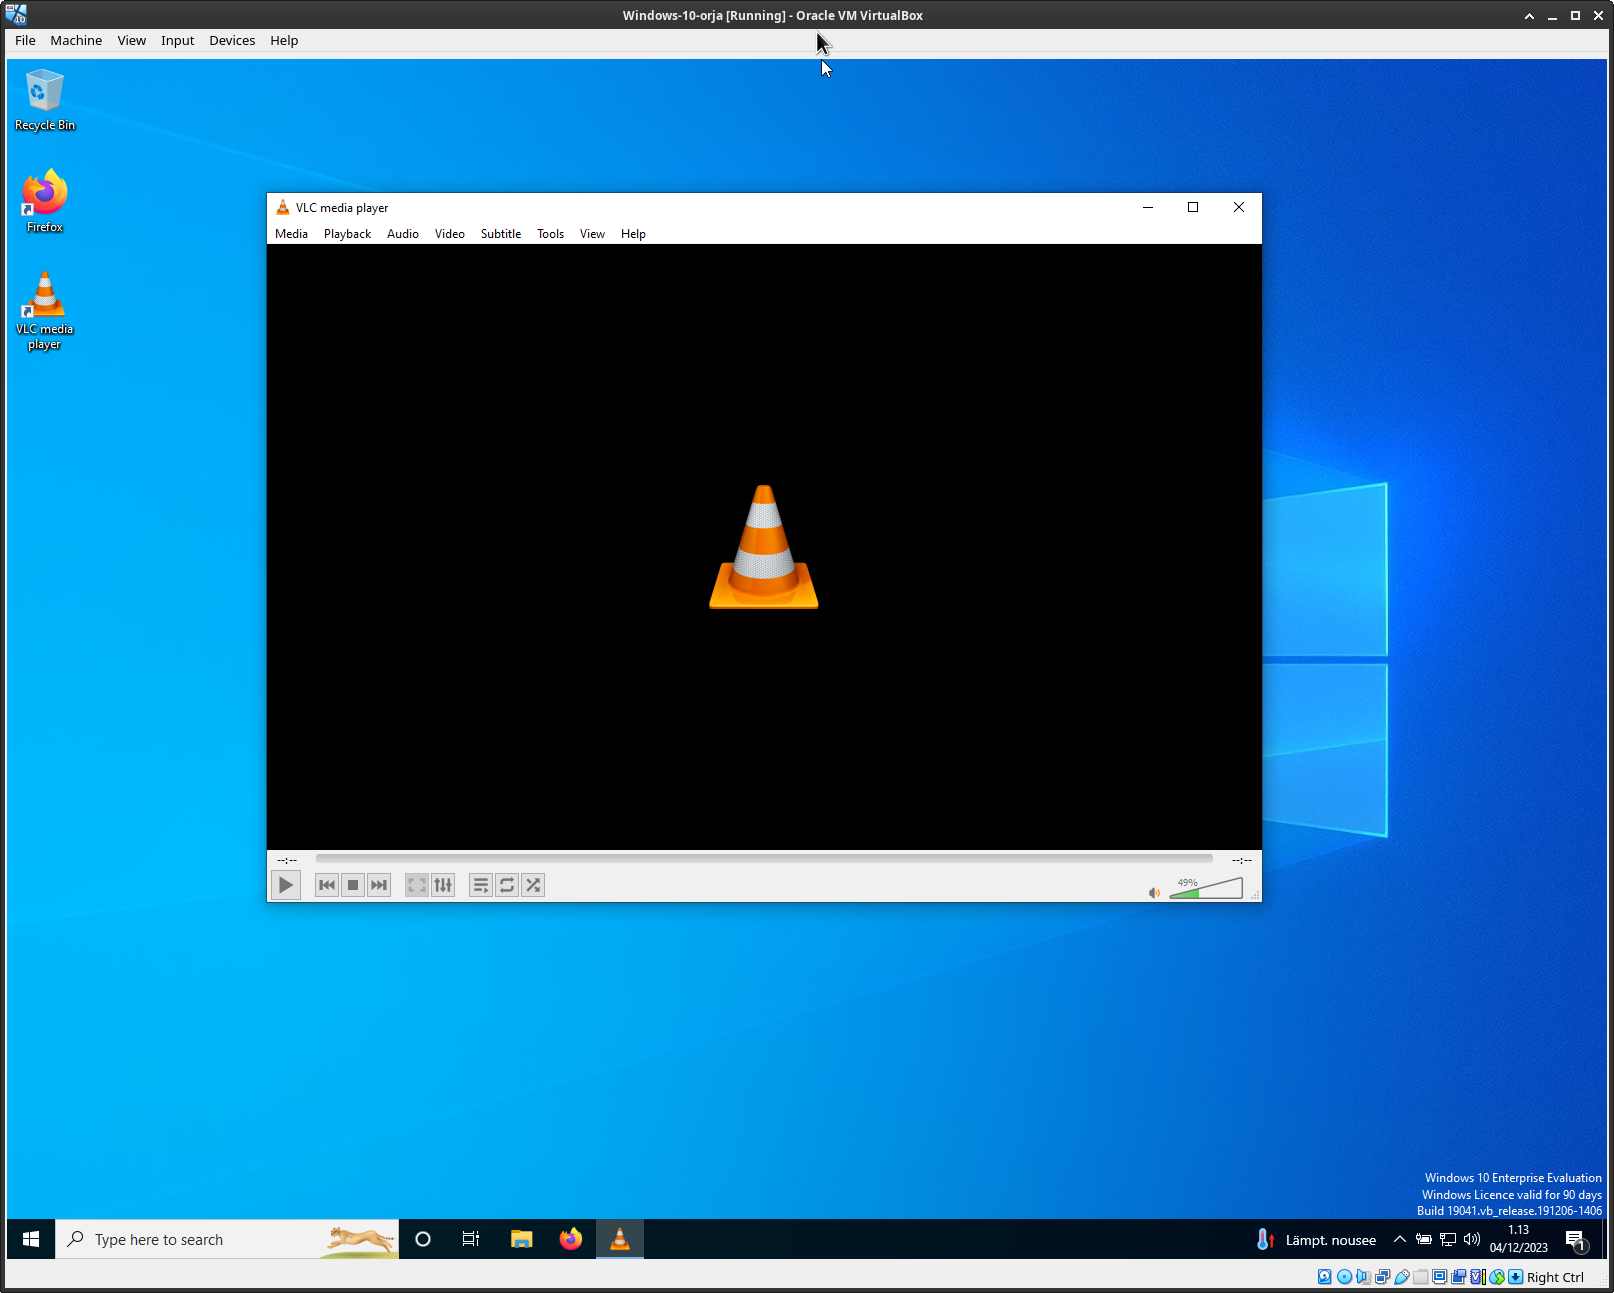 Windows-10-orja [Running] - Oracle VM VirtualBox
File Machine View Input Devices Help
Recycle Bin
Firefox
VLC media
player
VLC media player
Media Playback Audio Video Subtitle Tools View Help
--:-- --:--
49%
Windows 10 Enterprise Evaluation
Windows Licence valid for 90 days
Build 19041.vb_release.191206-1406
Type here to search
Lämpt. nousee
1.13
04/12/2023
1
Right Ctrl